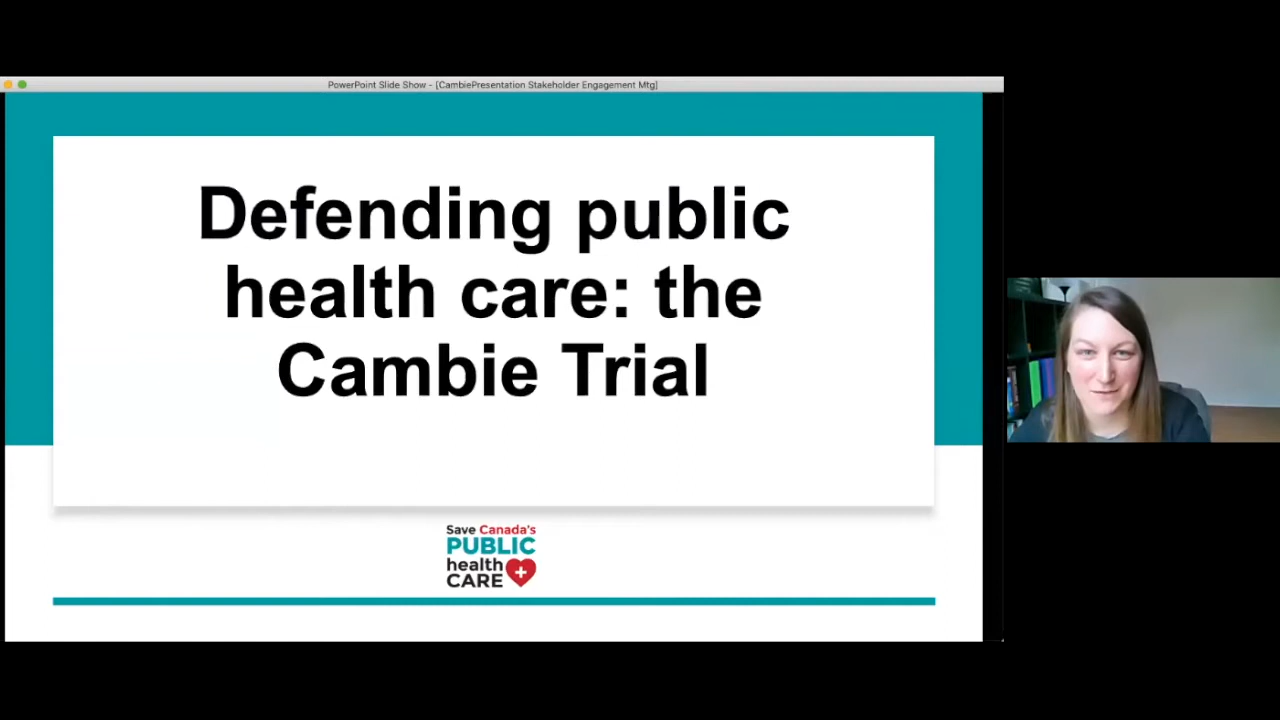 PowerPoint Slide Show - [CambiePresentation Stakeholder Engagement Mtg]
Defending public
health care: the
Cambie Trial
Save Canada's
PUBLIC
health
CARE